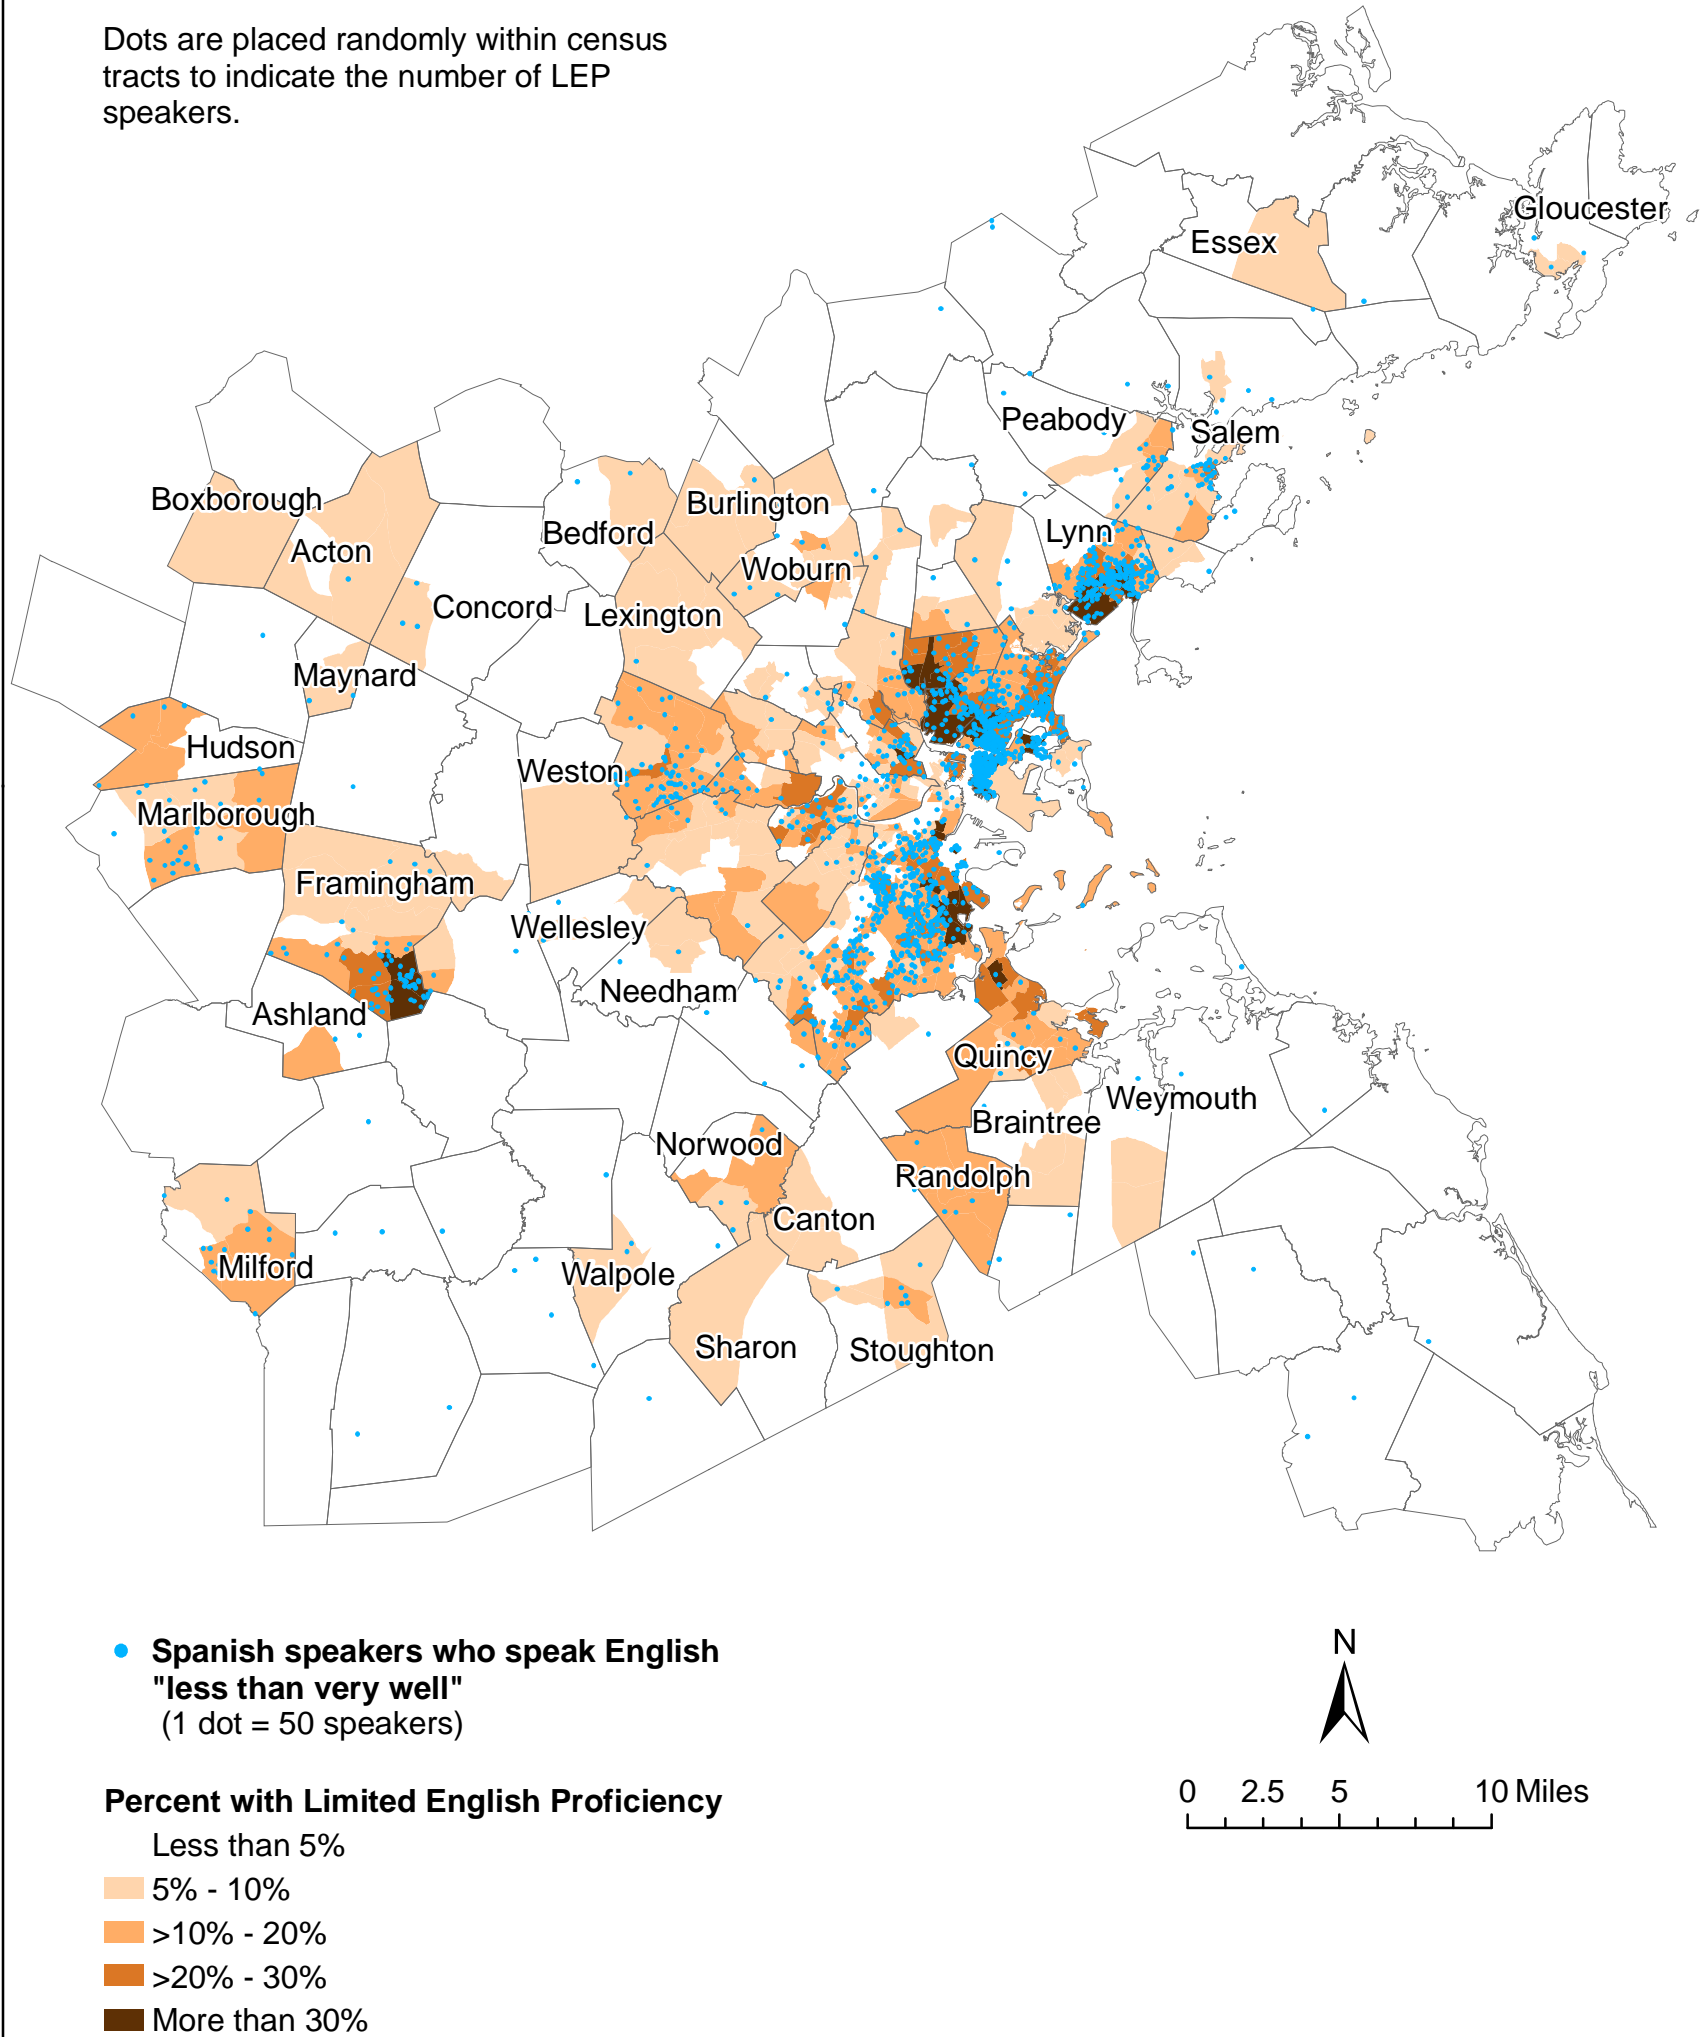 Dots are placed randomly within census
tracts to indicate the number of LEP
speakers.
Gloucester
Essex
Peabody
Salem
Boxborough
Burlington
Bedford
Lynn
Acton
Woburn
Concord
Lexington
Maynard
Hudson
Weston
Marlborough
Framingham
Wellesley
Needham
Ashland
Quincy
Weymouth
Braintree
Norwood
Randolph
Canton
Milford
Walpole
Sharon
Stoughton
Spanish speakers who speak English
"less than very well"
(1 dot = 50 speakers)
N
Percent with Limited English Proficiency
0 2.5 5 10 Miles
Less than 5%
5% - 10%
>10% - 20%
>20% - 30%
More than 30%